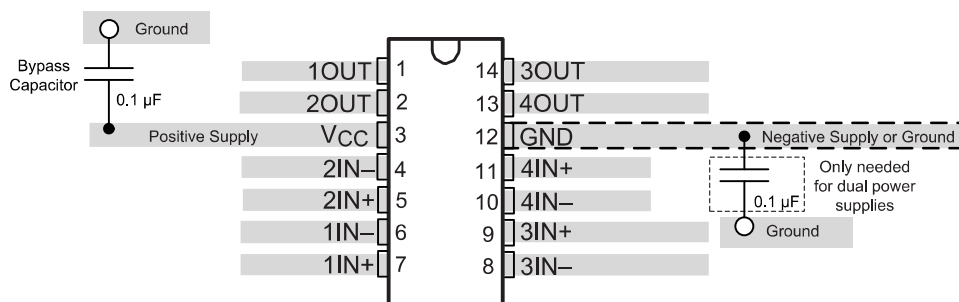 Ground
Bypass
Capacitor
0.1 µF
Positive Supply
1OUT 1 14 3OUT
2OUT 2 13 4OUT
VCC 3 12 GND
2IN– 4 11 4IN+
2IN+ 5 10 4IN–
1IN– 6 9 3IN+
1IN+ 7 8 3IN–
Negative Supply or Ground
Only needed
for dual power
supplies
0.1 µF
Ground